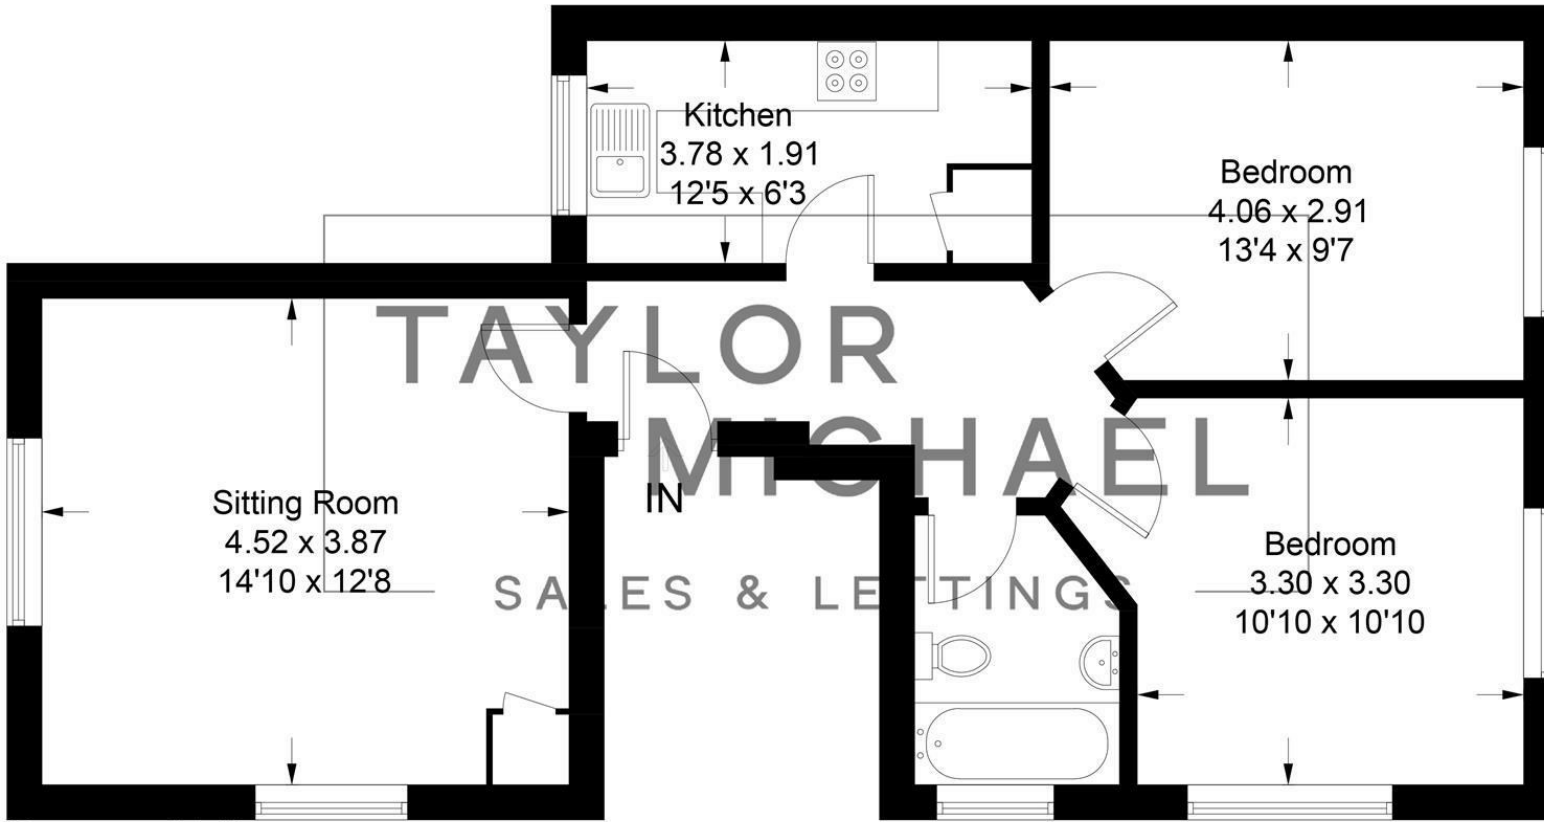 Kitchen
3.78 x 1.91
12'5 x 6'3
Bedroom
4.06 x 2.91
13'4 x 9'7
TAYLOR
MICHAEL
SALES & LETTINGS
IN
Sitting Room
4.52 x 3.87
14'10 x 12'8
Bedroom
3.30 x 3.30
10'10 x 10'10